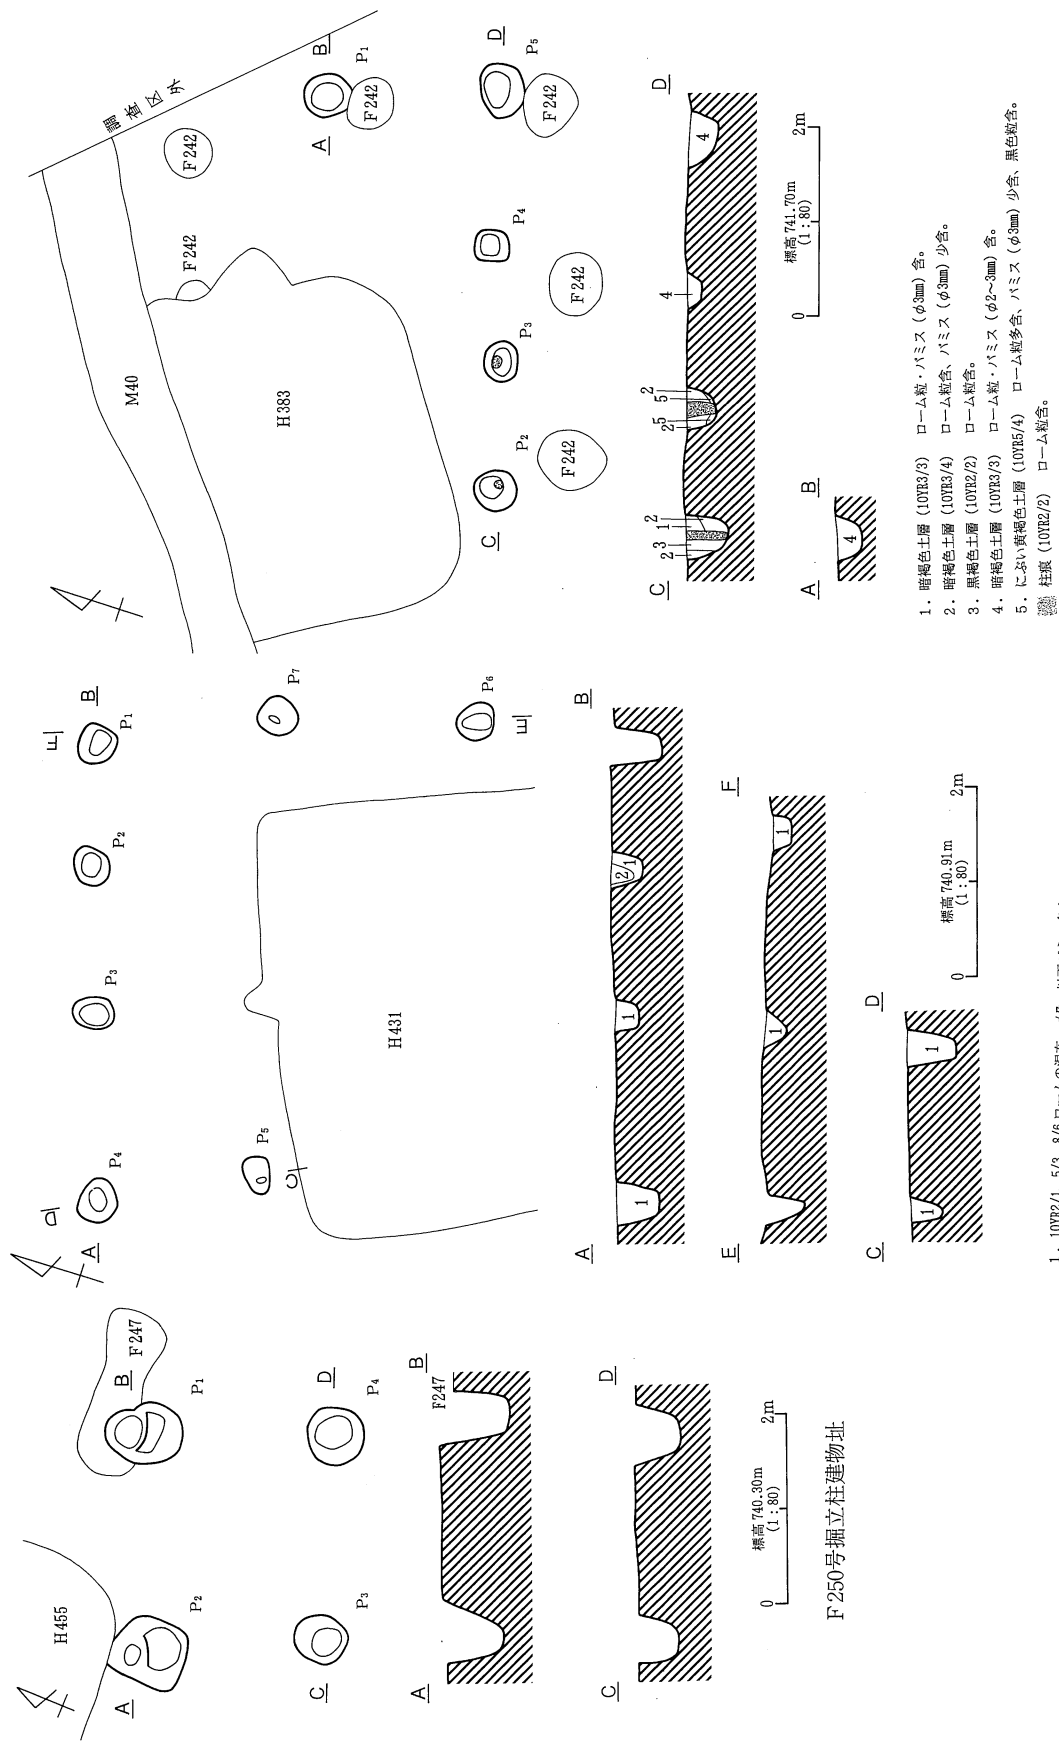 H455
A
P2
B
F247
P1
C
P3
D
P4
A
B
F247
C
D
標高740.30m
(1:80)
0
2m
F250号掘立柱建物址
A
D
P4
P3
P2
F
B
P1
P5
C
H431
P7
P6
E
A
1
1
2
1
B
E
1
1
F
C
1
1
D
標高740.91m
(1:80)
0
2m
調査区外
M40
F242
F242
H383
A
B
P1
F242
C
P2
P3
P4
D
P5
F242
F242
F242
C
2
3
1
2
2
5
5
2
4
4
D
A
4
B
標高741.70m
(1:80)
0
2m
1. 暗褐色土層(10YR3/3) ローム粒・パミス(φ3mm)含。
2. 暗褐色土層(10YR3/4) ローム粒含、パミス(φ3mm)少含。
3. 黒褐色土層(10YR2/2) ローム粒含。
4. 暗褐色土層(10YR3/3) ローム粒・パミス(φ2〜3mm)含。
5. にぶい黄褐色土層(10YR5/4) ローム粒多含、パミス(φ3mm)少含、黒色粒含。
柱痕(10YR2/2) ローム粒含。